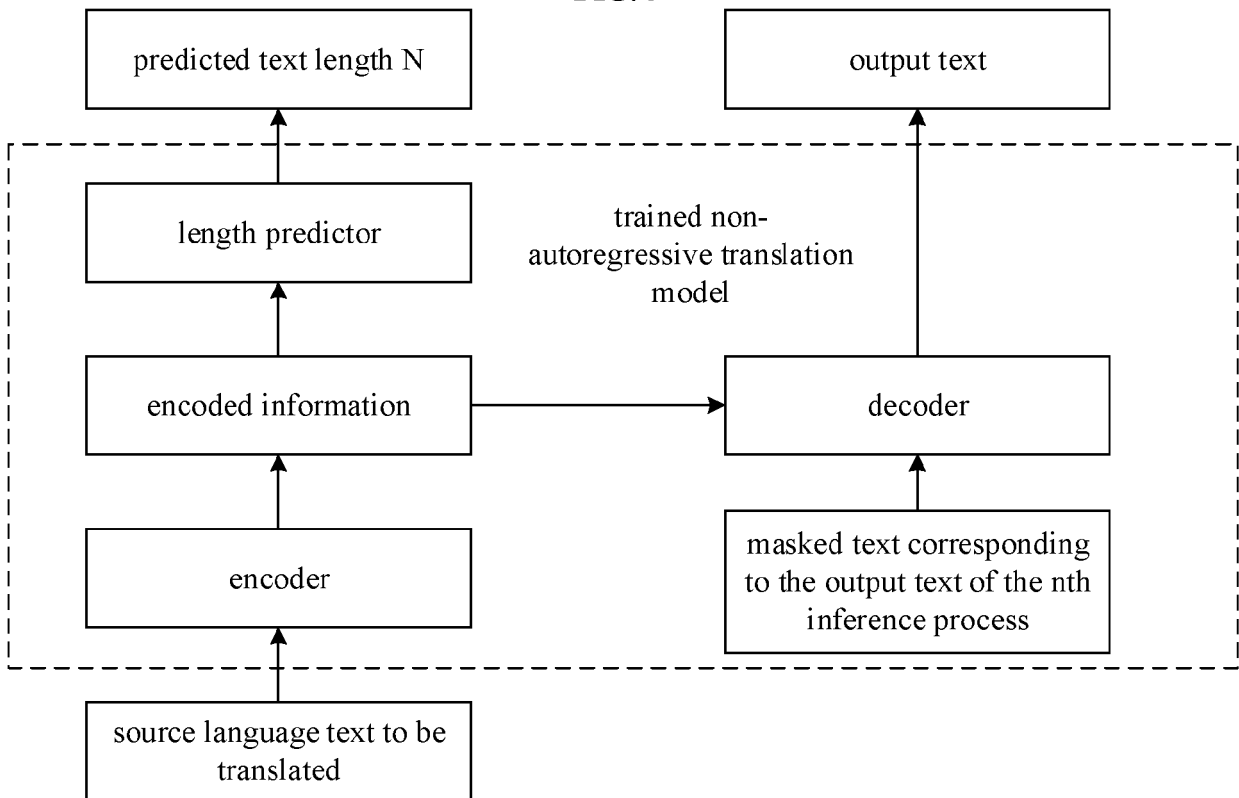 predicted text length N
output text
length predictor
trained non-
autoregressive translation
model
encoded information
decoder
encoder
masked text corresponding
to the output text of the nth
inference process
source language text to be
translated